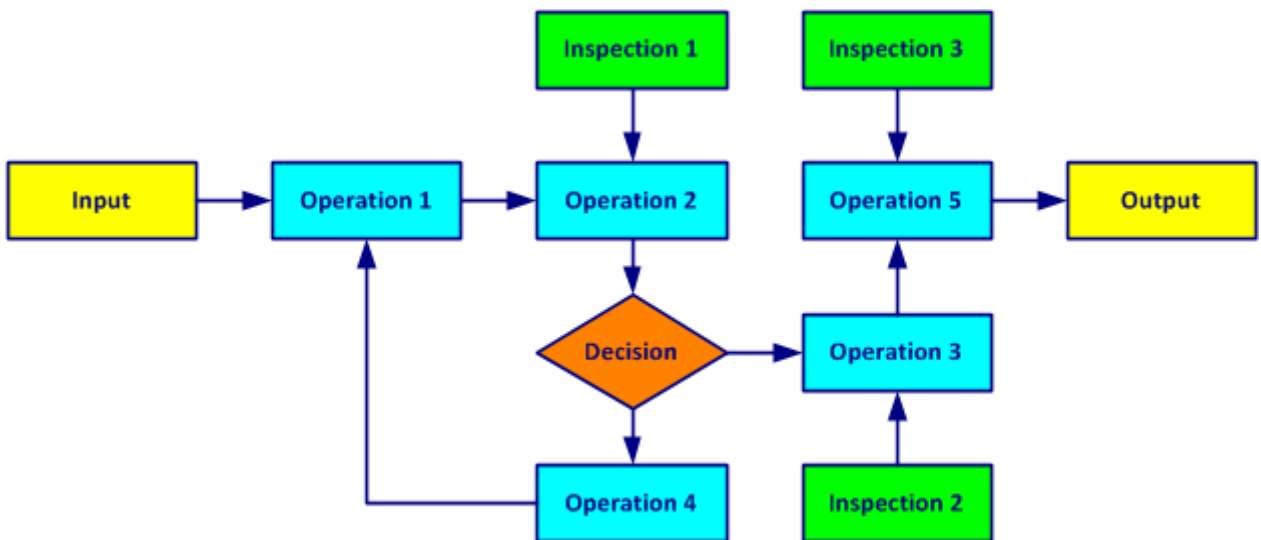 Inspection 1
Inspection 3
Input
Operation 1
Operation 2
Operation 5
Output
Decision
Operation 3
Operation 4
Inspection 2